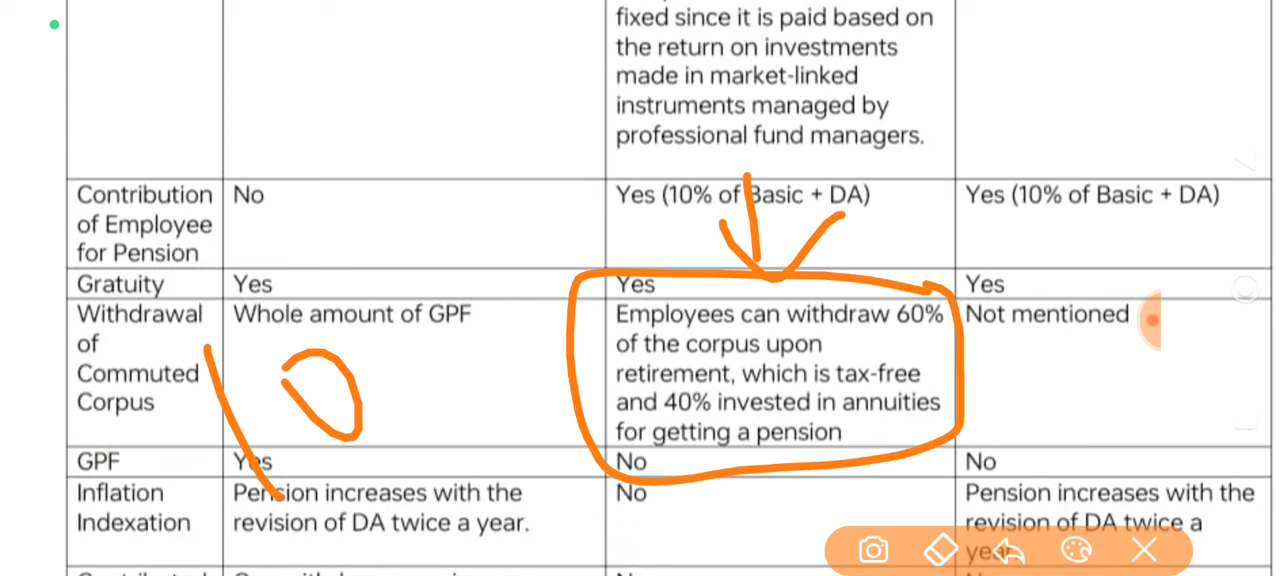 fixed since it is paid based on
the return on investments
made in market-linked
instruments managed by
professional fund managers.
Contribution
of Employee
for Pension
No
Yes (10% of Basic + DA)
Yes (10% of Basic + DA)
Gratuity
Yes
Yes
Yes
Withdrawal
of
Commuted
Corpus
Whole amount of GPF
Employees can withdraw 60%
of the corpus upon
retirement, which is tax-free
and 40% invested in annuities
for getting a pension
Not mentioned
GPF
Yes
No
No
Inflation
Indexation
Pension increases with the
revision of DA twice a year.
No
Pension increases with the
revision of DA twice a
year